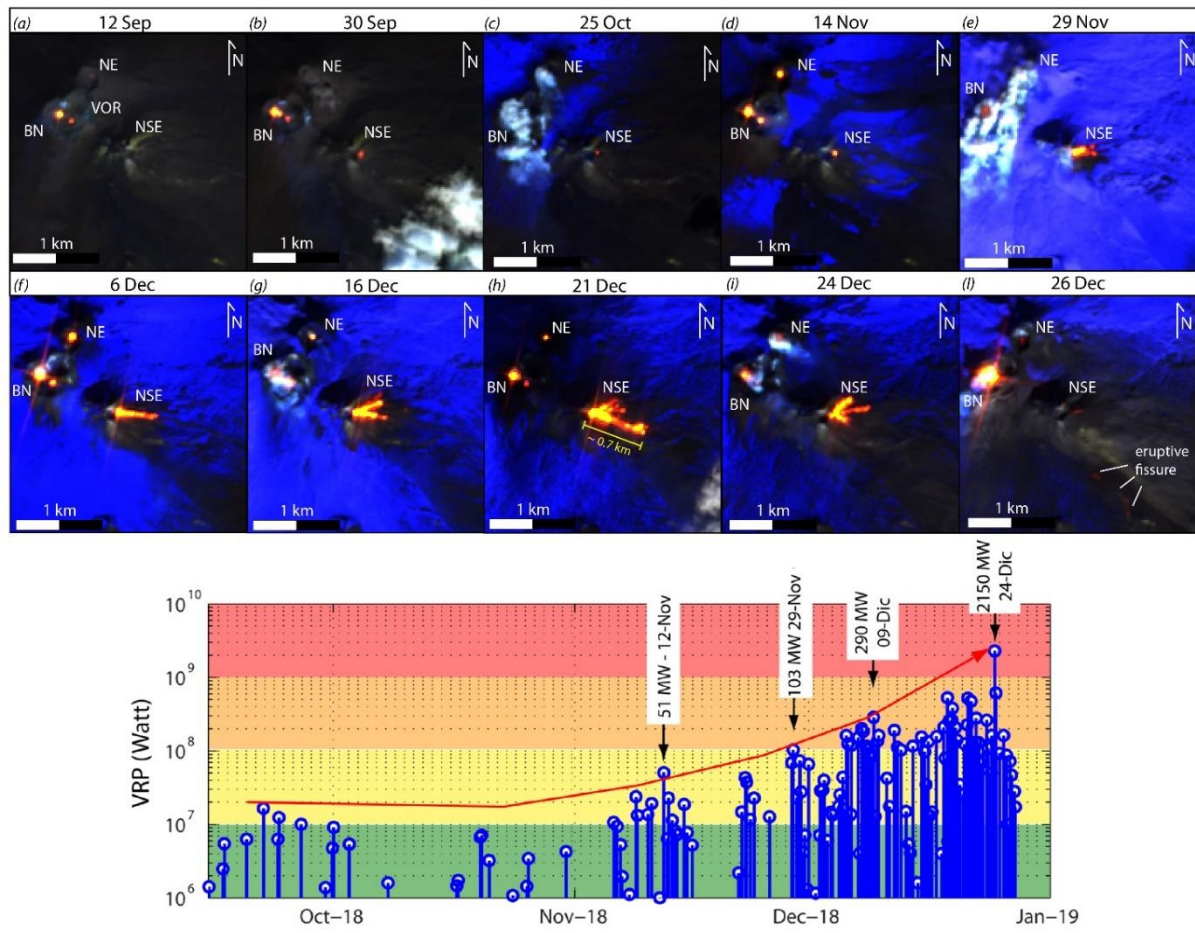 (a) 12 Sep
(b) 30 Sep
(c) 25 Oct
(d) 14 Nov
(e) 29 Nov
N
NE
VOR
BN
NSE
1 km
N
NE
BN
NSE
1 km
N
NE
BN
NSE
1 km
N
NE
BN
NSE
1 km
N
NE
BN
NSE
1 km
(f) 6 Dec
(g) 16 Dec
(h) 21 Dec
(i) 24 Dec
(l) 26 Dec
N
NE
BN
NSE
1 km
N
NE
BN
NSE
1 km
N
NE
BN
NSE
~ 0.7 km
1 km
N
NE
BN
NSE
1 km
N
NE
BN
NSE
eruptive
fissure
1 km
VRP (Watt)
10^10
10^9
10^8
10^7
10^6
51 MW - 12-Nov
103 MW 29-Nov
290 MW
09-Dic
2150 MW
24-Dic
Oct-18
Nov-18
Dec-18
Jan-19